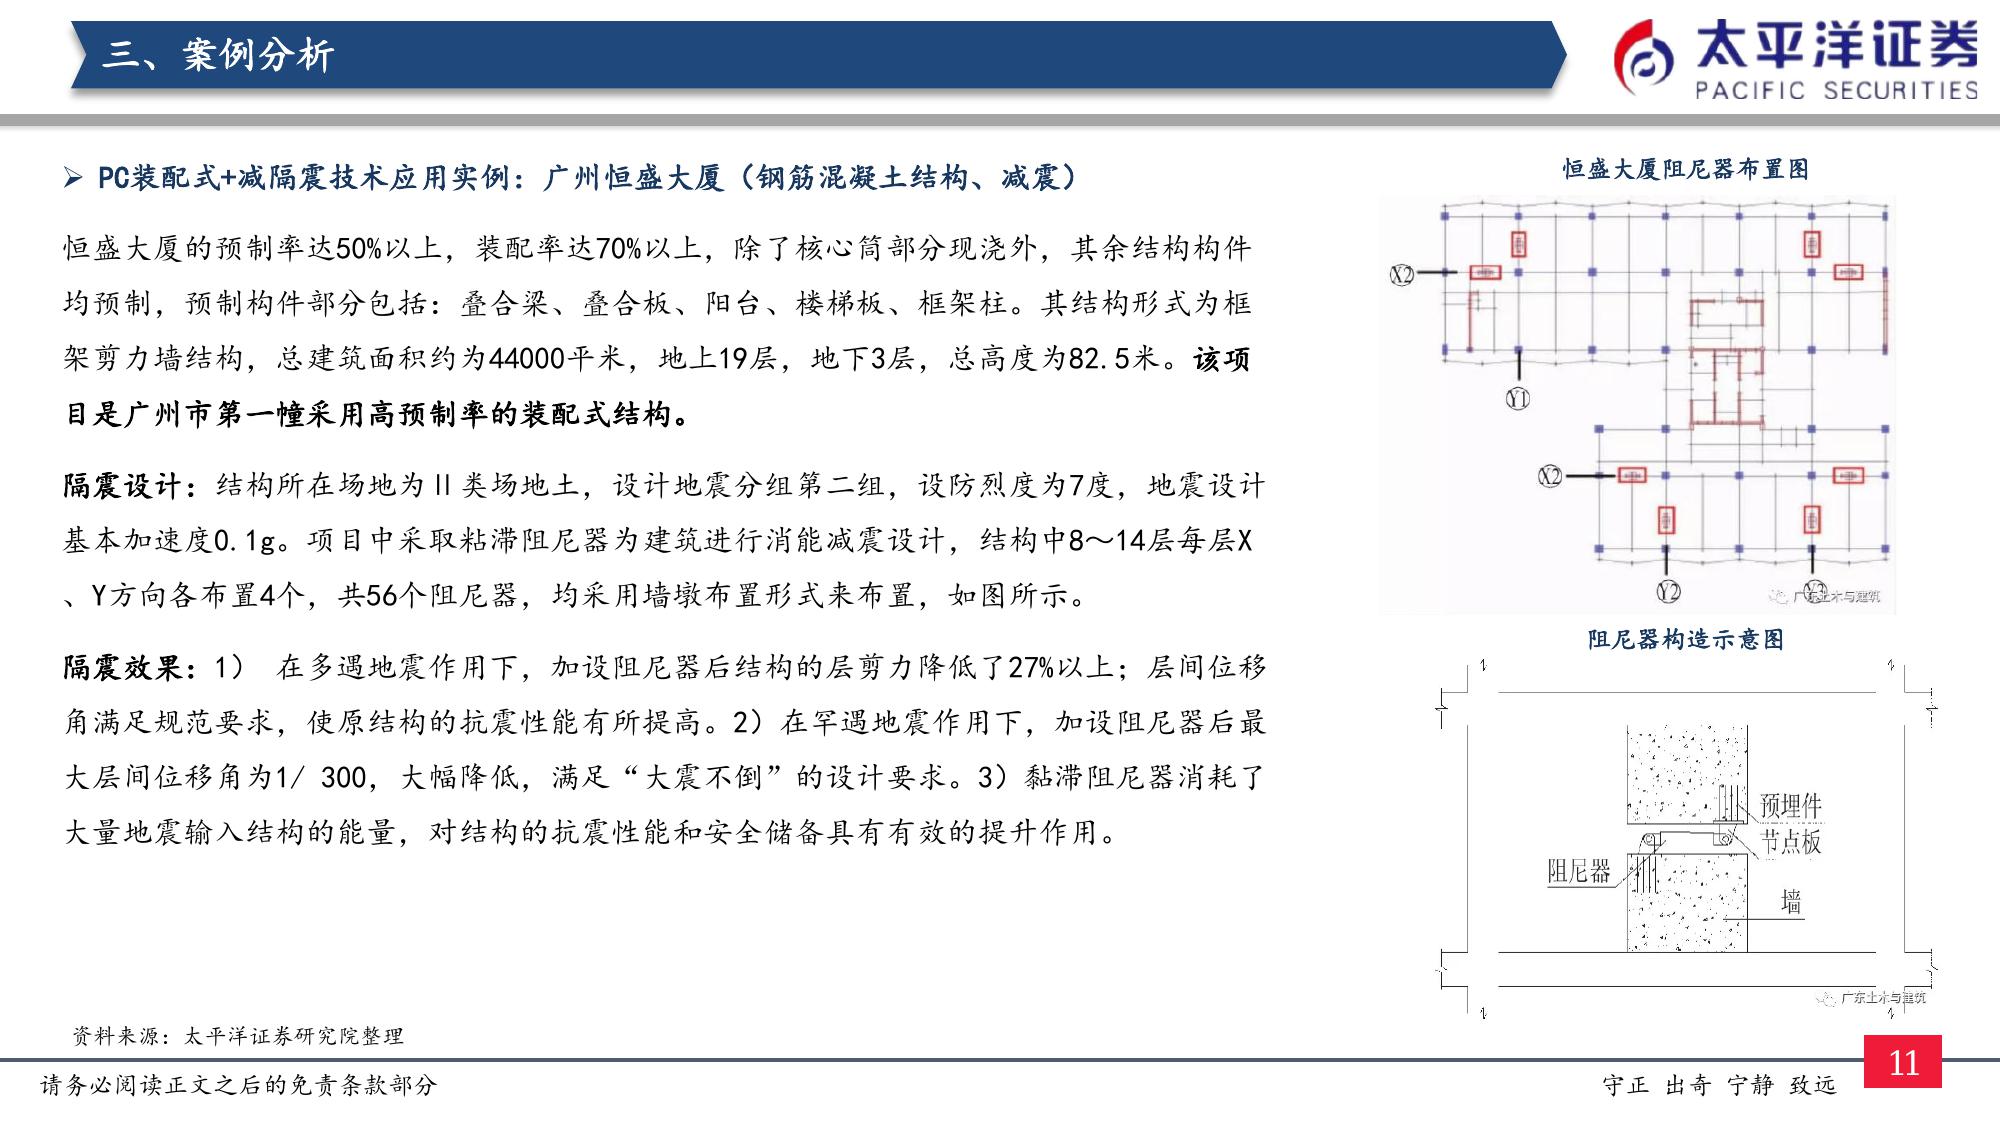 三、案例分析
太平洋证券
PACIFIC SECURITIES
➢ PC装配式+减隔震技术应用实例：广州恒盛大厦（钢筋混凝土结构、减震）
恒盛大厦的预制率达50%以上，装配率达70%以上，除了核心筒部分现浇外，其余结构构件
均预制，预制构件部分包括：叠合梁、叠合板、阳台、楼梯板、框架柱。其结构形式为框
架剪力墙结构，总建筑面积约为44000平米，地上19层，地下3层，总高度为82.5米。该项
目是广州市第一幢采用高预制率的装配式结构。
隔震设计：结构所在场地为Ⅱ类场地土，设计地震分组第二组，设防烈度为7度，地震设计
基本加速度0.1g。项目中采取粘滞阻尼器为建筑进行消能减震设计，结构中8～14层每层X
、Y方向各布置4个，共56个阻尼器，均采用墙墩布置形式来布置，如图所示。
隔震效果：1） 在多遇地震作用下，加设阻尼器后结构的层剪力降低了27%以上；层间位移
角满足规范要求，使原结构的抗震性能有所提高。2）在罕遇地震作用下，加设阻尼器后最
大层间位移角为1/ 300，大幅降低，满足“大震不倒”的设计要求。3）黏滞阻尼器消耗了
大量地震输入结构的能量，对结构的抗震性能和安全储备具有有效的提升作用。
恒盛大厦阻尼器布置图
X2
Y1
X2
Y2
Y3
广东土木与建筑
阻尼器构造示意图
预埋件
节点板
阻尼器
墙
广东土木与建筑
资料来源：太平洋证券研究院整理
请务必阅读正文之后的免责条款部分
守正 出奇 宁静 致远
11